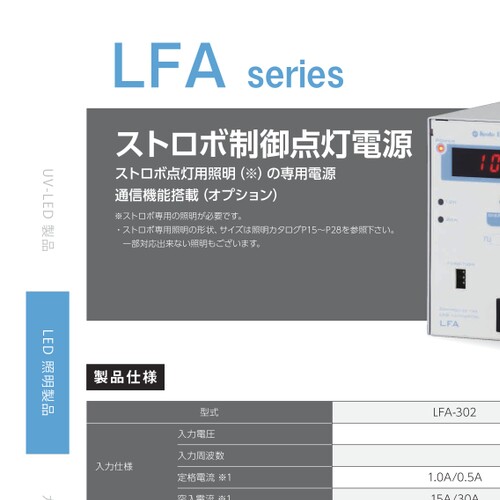 LFA series
ストロボ制御点灯電源
ストロボ点灯用照明（※）の専用電源
通信機能搭載（オプション）
※ストロボ専用の照明が必要です。
・ストロボ専用照明の形状、サイズは照明カタログP15～P28を参照下さい。
一部対応出来ない照明もございます。
LFA
UV-LED 製品
LED 照明製品
製品仕様
型式 LFA-302
入力仕様
入力電圧
入力周波数
定格電流 ※1 1.0A/0.5A
突入電流 ※1 15A/30A